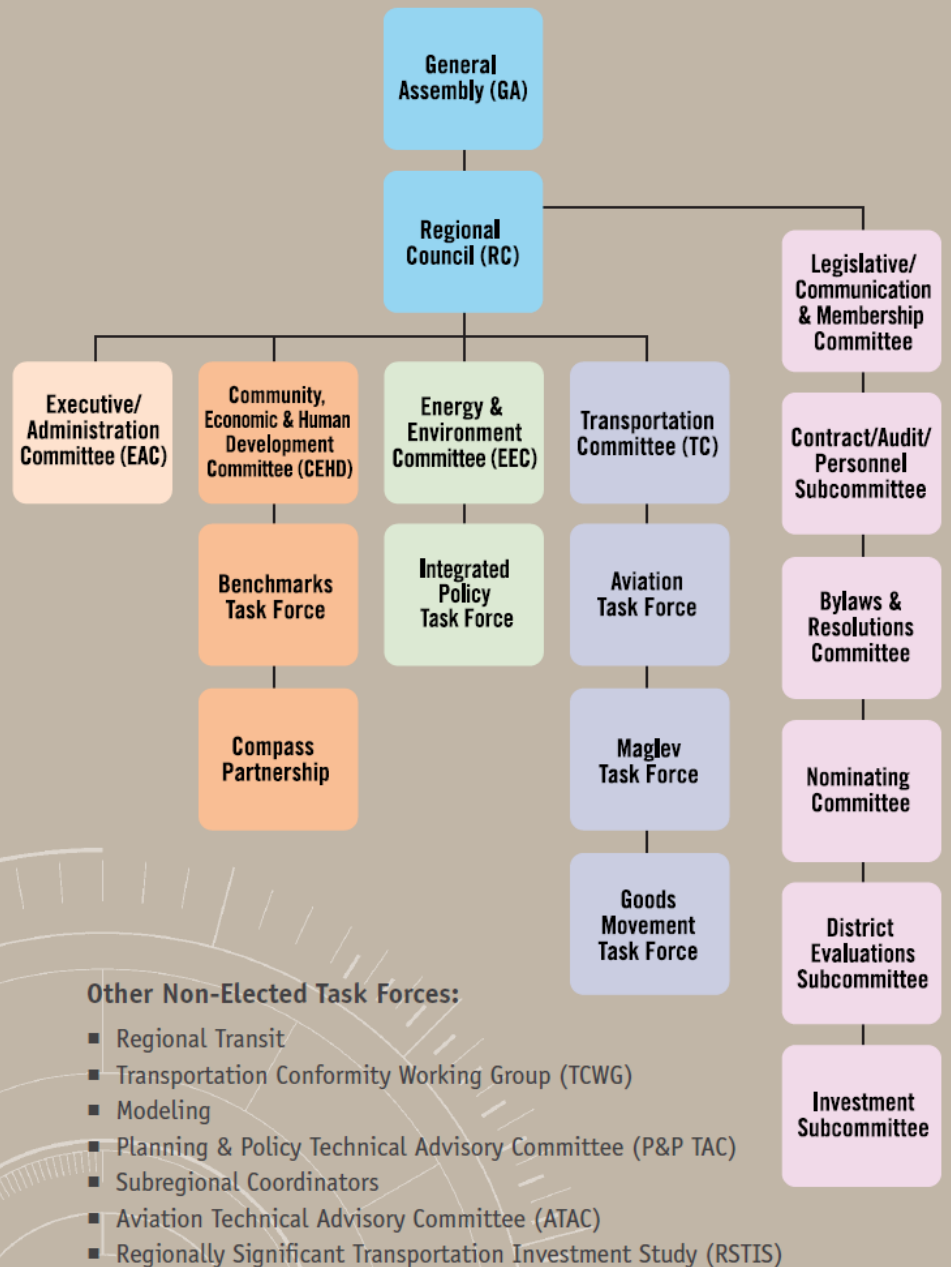 General
Assembly (GA)
Regional
Council (RC)
Executive/
Administration
Committee (EAC)
Community,
Economic & Human
Development
Committee (CEHD)
Energy &
Environment
Committee (EEC)
Transportation
Committee (TC)
Legislative/
Communication
& Membership
Committee
Benchmarks
Task Force
Integrated
Policy
Task Force
Aviation
Task Force
Contract/Audit/
Personnel
Subcommittee
Compass
Partnership
Maglev
Task Force
Bylaws &
Resolutions
Committee
Goods
Movement
Task Force
Nominating
Committee
District
Evaluations
Subcommittee
Investment
Subcommittee
Other Non-Elected Task Forces:
■ Regional Transit
■ Transportation Conformity Working Group (TCWG)
■ Modeling
■ Planning & Policy Technical Advisory Committee (P&P TAC)
■ Subregional Coordinators
■ Aviation Technical Advisory Committee (ATAC)
■ Regionally Significant Transportation Investment Study (RSTIS)